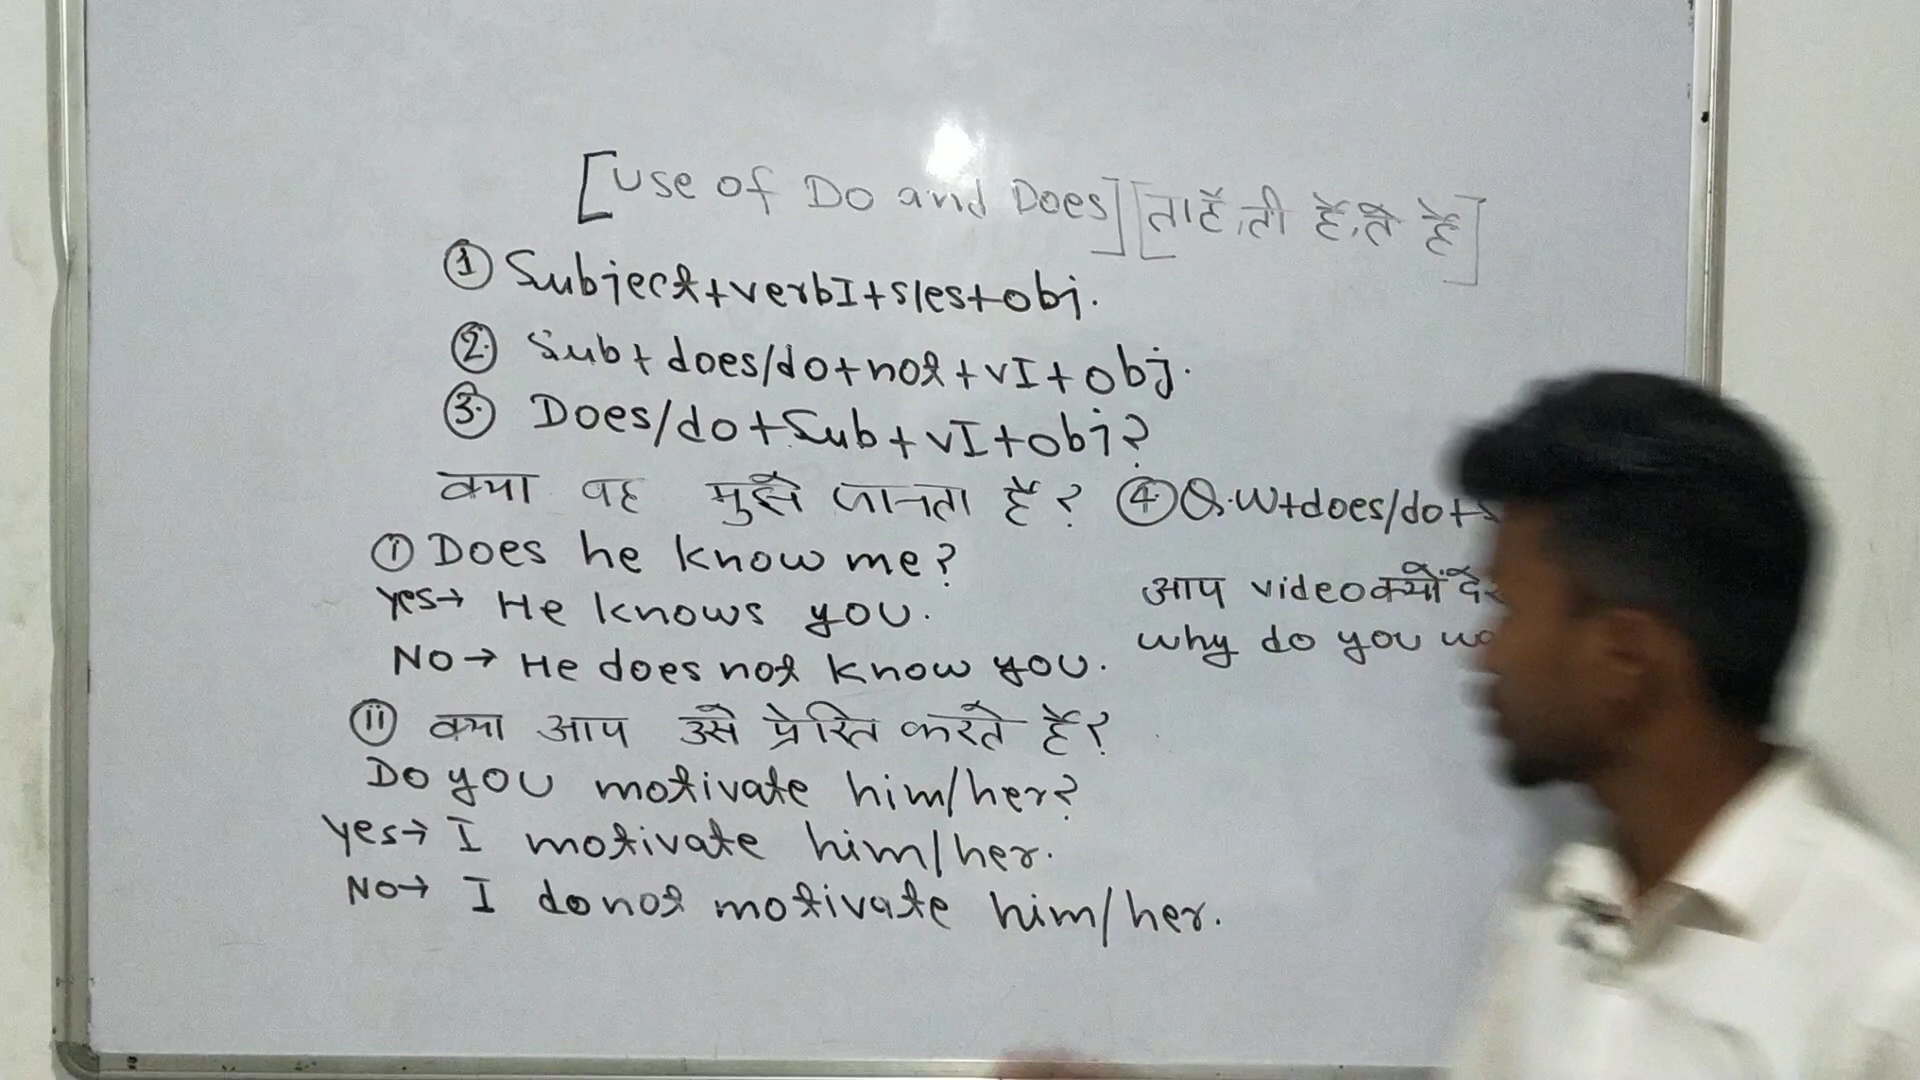 [Use of Do and Does] [ता हैं, ती हैं, ते हैं]
① Subject+verbI+s/es+obj.
② Sub+does/do+not+vI+obj.
③ Does/do+Sub+vI+obj?
क्या वह मुझे जानता हैं?
① Does he know me?
Yes→ He knows you.
No→ He does not know you.
④ Q.W+does/do+
आप video क्यों
why do you
ⅱ क्या आप उसे प्रेरित करते हैं?
Do you motivate him/her?
Yes→ I motivate him/her.
No→ I do not motivate him/her.